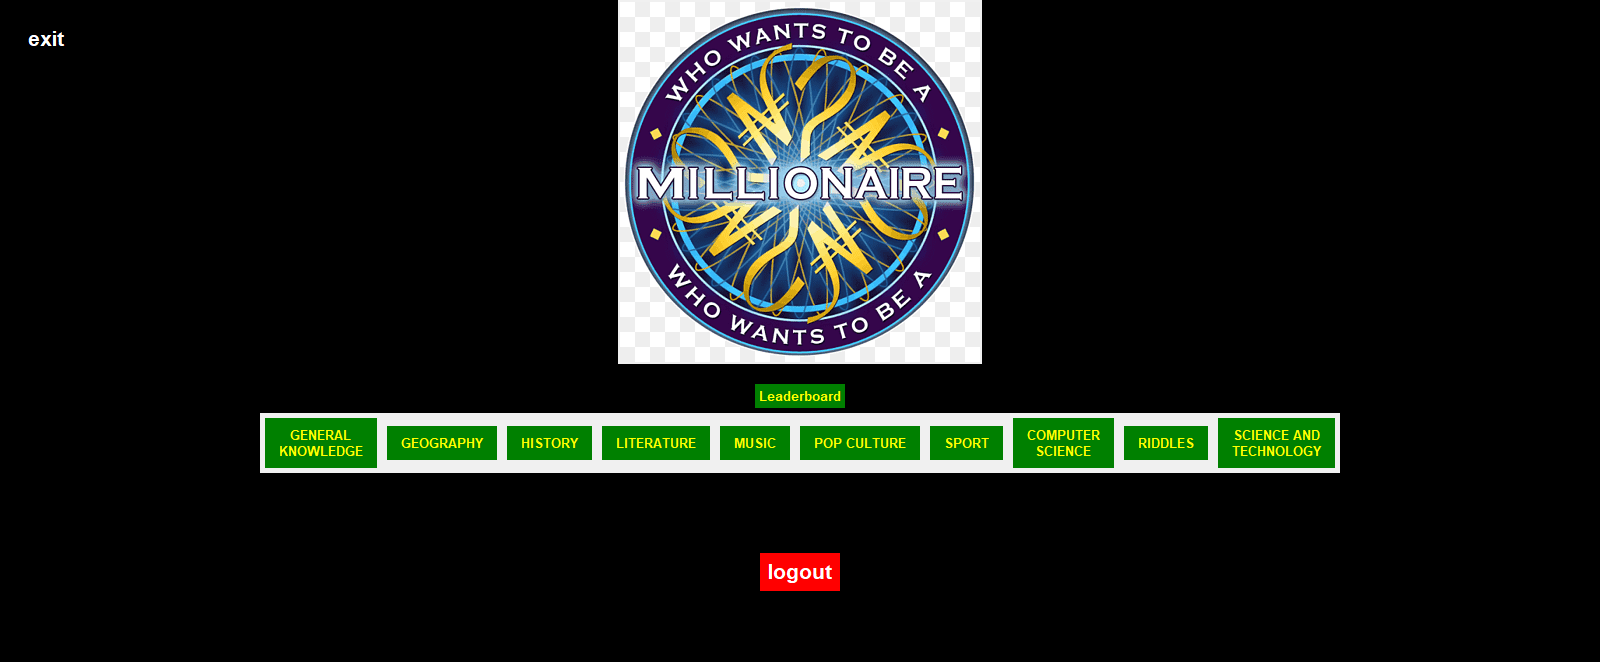 exit
WHO WANTS TO BE A
MILLIONAIRE
WHO WANTS TO BE A
Leaderboard
GENERAL
KNOWLEDGE
GEOGRAPHY
HISTORY
LITERATURE
MUSIC
POP CULTURE
SPORT
COMPUTER
SCIENCE
RIDDLES
SCIENCE AND
TECHNOLOGY
logout